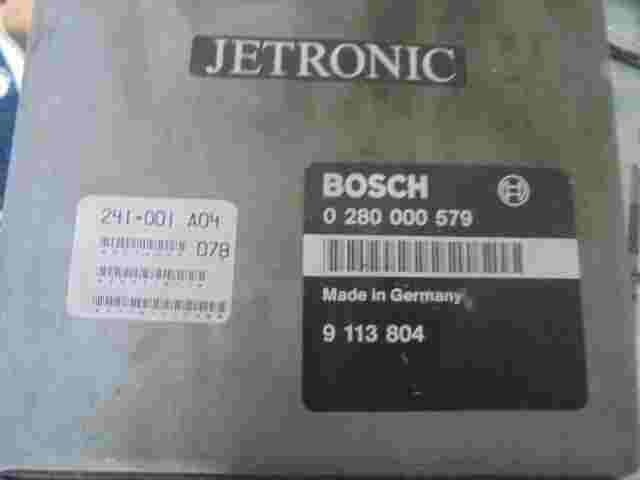 JETRONIC
BOSCH
0 280 000 579
Made in Germany
9 113 804
241-001 A04
078